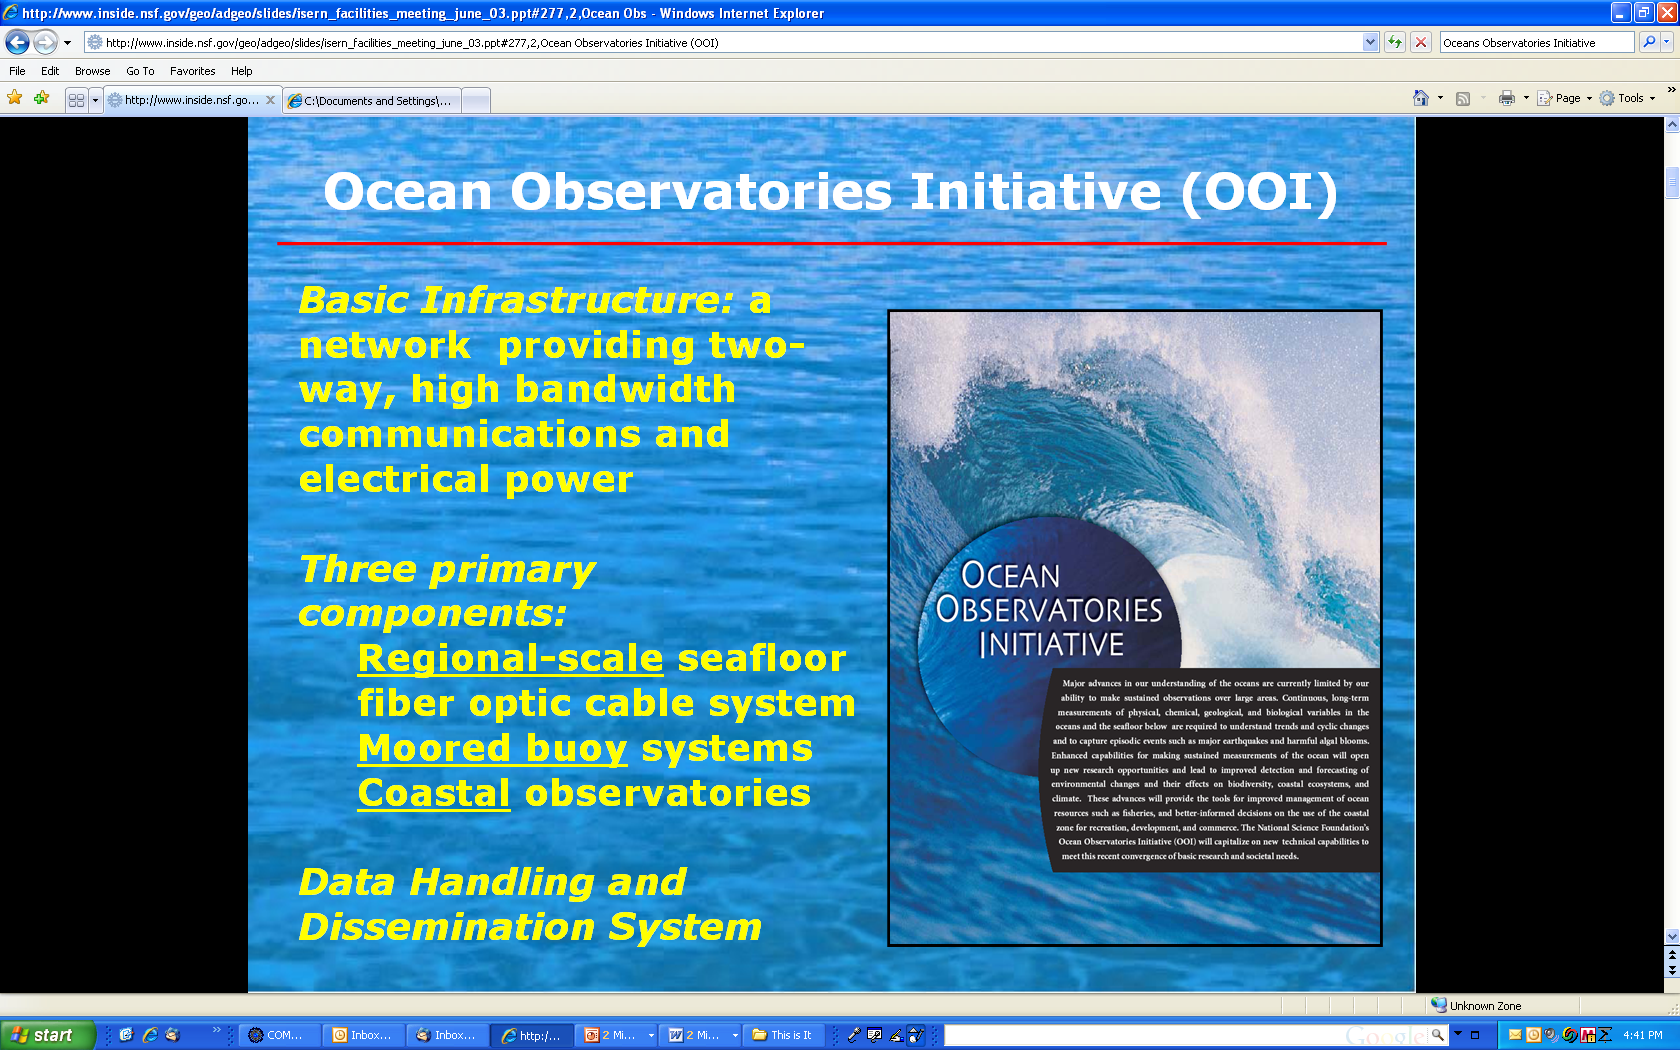 http://www.inside.nsf.gov/geo/adgeo/slides/isern_facilities_meeting_june_03.ppt#277,2,Ocean Obs - Windows Internet Explorer
http://www.inside.nsf.gov/geo/adgeo/slides/isern_facilities_meeting_june_03.ppt#277,2,Ocean Observatories Initiative (OOI)
Oceans Observatories Initiative
File Edit Browse Go To Favorites Help
http://www.inside.nsf.go... C:\Documents and Settings\... Page Tools
Ocean Observatories Initiative (OOI)
Basic Infrastructure: a
network providing two-
way, high bandwidth
communications and
electrical power
Three primary
components:
Regional-scale seafloor
fiber optic cable system
Moored buoy systems
Coastal observatories
Data Handling and
Dissemination System
OCEAN
OBSERVATORIES
INITIATIVE
Major advances in our understanding of the oceans are currently limited by our
ability to make sustained observations over large areas. Continuous, long-term
measurements of physical, chemical, geological, and biological variables in the
oceans and the seafloor below are required to understand trends and cyclic changes
and to capture episodic events such as major earthquakes and harmful algal blooms.
Enhanced capabilities for making sustained measurements of the ocean will open
up new research opportunities and lead to improved detection and forecasting of
environmental changes and their effects on biodiversity, coastal ecosystems, and
climate. These advances will provide the tools for improved management of ocean
resources such as fisheries, and better-informed decisions on the use of the coastal
zone for recreation, development, and commerce. The National Science Foundation's
Ocean Observatories Initiative (OOI) will capitalize on new technical capabilities to
meet this recent convergence of basic research and societal needs.
Unknown Zone
start COM... Inbox... Inbox... http:/... 2 Mi... 2 Mi... This is It Google 4:41 PM